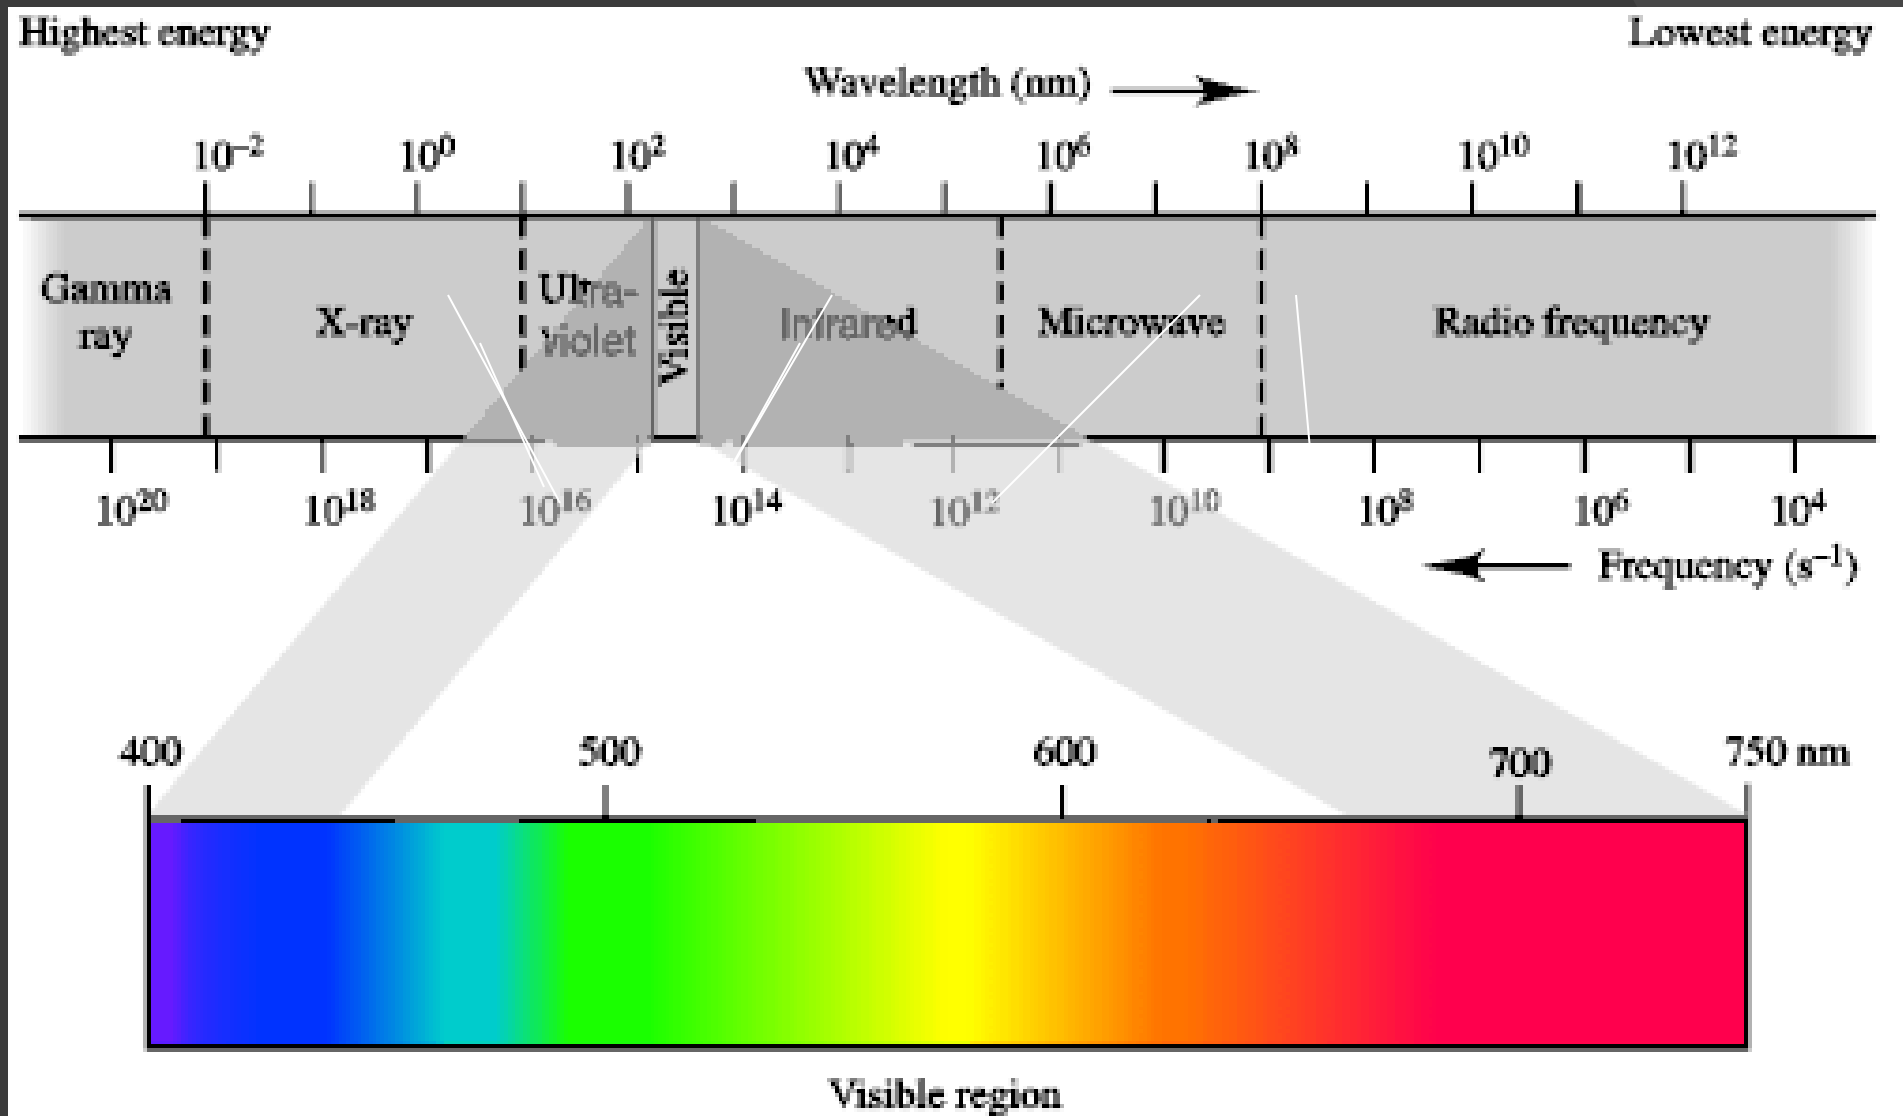 Highest energy
Lowest energy
Wavelength (nm)
10⁻² 10⁰ 10² 10⁴ 10⁶ 10⁸ 10¹⁰ 10¹²
Gamma
ray
X-ray
Ultra-
violet
Visible
Infrared
Microwave
Radio frequency
10²⁰ 10¹⁸ 10¹⁶ 10¹⁴ 10¹² 10¹⁰ 10⁸ 10⁶ 10⁴
Frequency (s⁻¹)
400 500 600 700 750 nm
Visible region